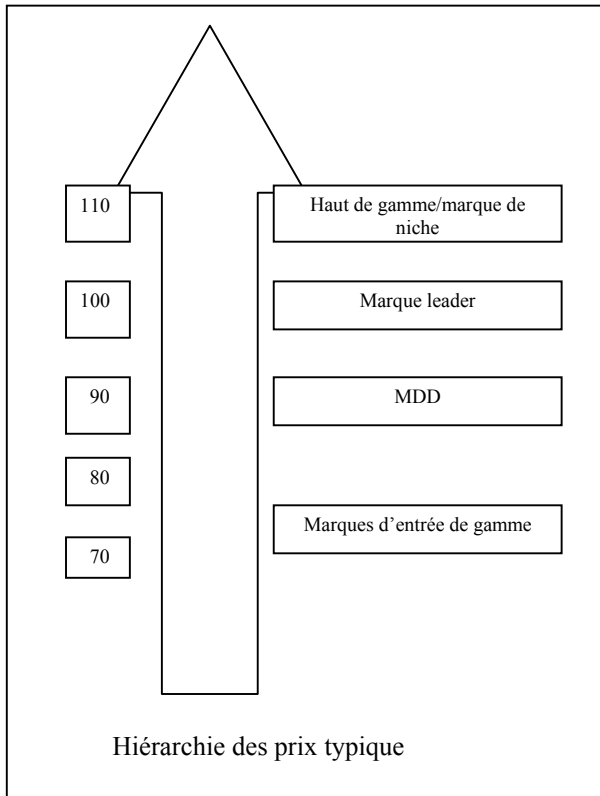 110
Haut de gamme/marque de
niche
100
Marque leader
90
MDD
80
Marques d’entrée de gamme
70
Hiérarchie des prix typique